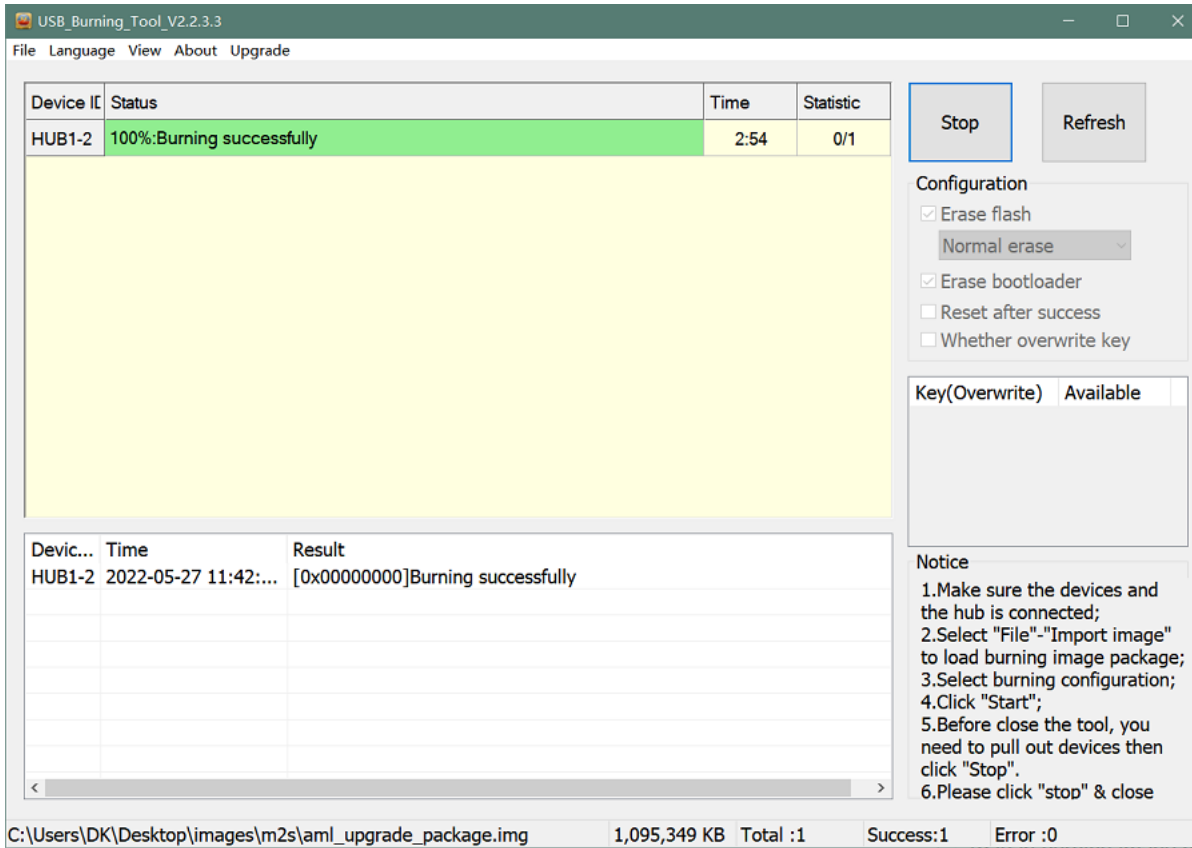 USB_Burning_Tool_V2.2.3.3
File Language View About Upgrade
Device ID Status Time Statistic
HUB1-2 100%:Burning successfully 2:54 0/1
Stop Refresh
Configuration
Erase flash
Normal erase
Erase bootloader
Reset after success
Whether overwrite key
Key(Overwrite) Available
Devic... Time Result
HUB1-2 2022-05-27 11:42:... [0x00000000]Burning successfully
Notice
1.Make sure the devices and
the hub is connected;
2.Select "File"-"Import image"
to load burning image package;
3.Select burning configuration;
4.Click "Start";
5.Before close the tool, you
need to pull out devices then
click "Stop".
6.Please click "stop" & close
C:\Users\DK\Desktop\images\m2s\aml_upgrade_package.img 1,095,349 KB Total :1 Success:1 Error :0